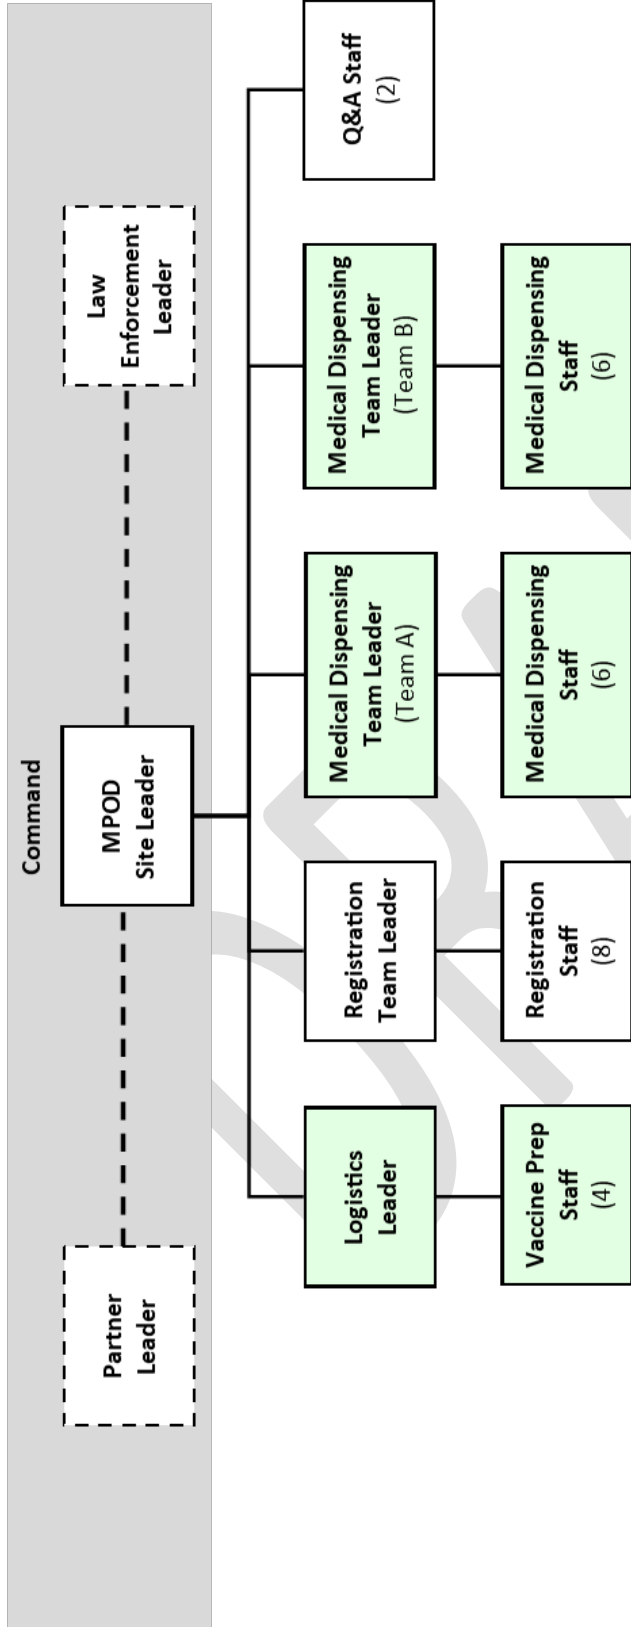 Command
Partner
Leader
MPOD
Site Leader
Law
Enforcement
Leader
Logistics
Leader
Registration
Team Leader
Medical Dispensing
Team Leader
(Team A)
Medical Dispensing
Team Leader
(Team B)
Q&A Staff
(2)
Vaccine Prep
Staff
(4)
Registration
Staff
(8)
Medical Dispensing
Staff
(6)
Medical Dispensing
Staff
(6)